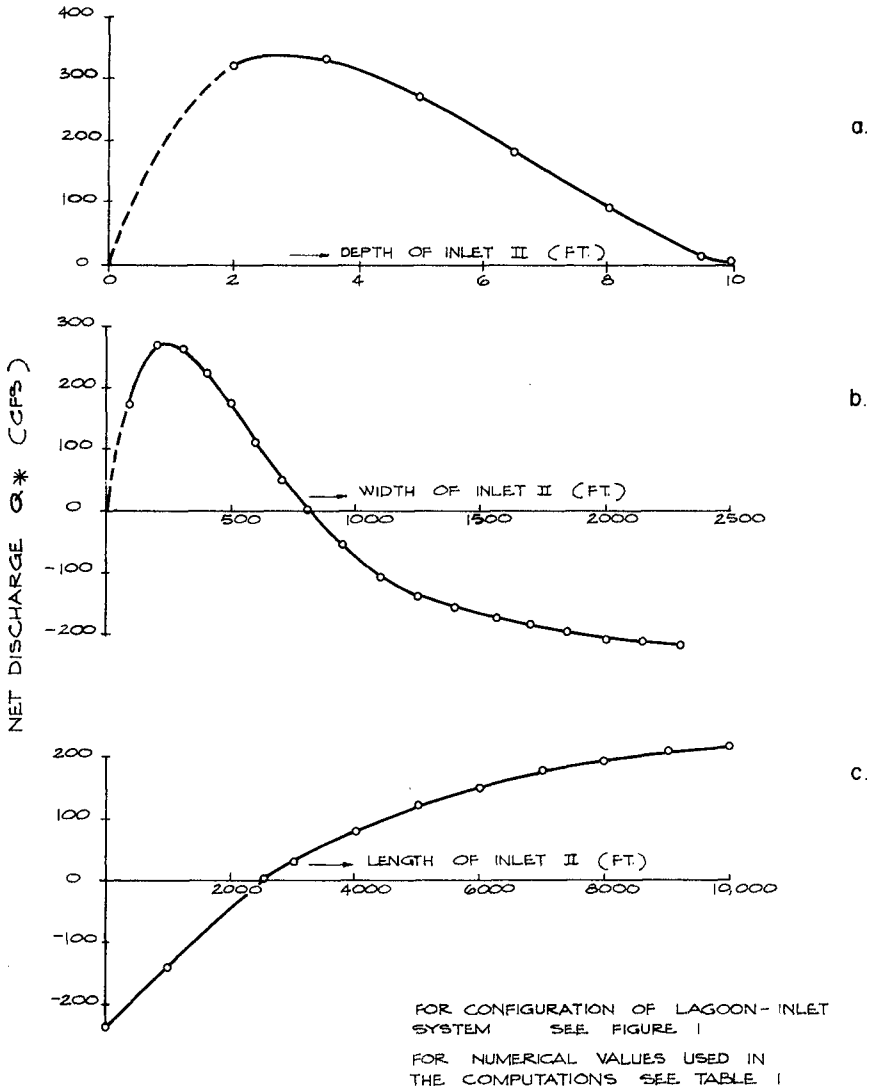 NET DISCHARGE Q* (CFS)
400
300
200
100
0
0 2 4 6 8 10
→ DEPTH OF INLET II (FT.)
a.
300
200
100
0
-100
-200
→ WIDTH OF INLET II (FT.)
500 1000 1500 2000 2500
b.
200
100
0
-100
-200
→ LENGTH OF INLET II (FT.)
2000 4000 6000 8000 10,000
c.
FOR CONFIGURATION OF LAGOON-INLET
SYSTEM SEE FIGURE 1
FOR NUMERICAL VALUES USED IN
THE COMPUTATIONS SEE TABLE 1